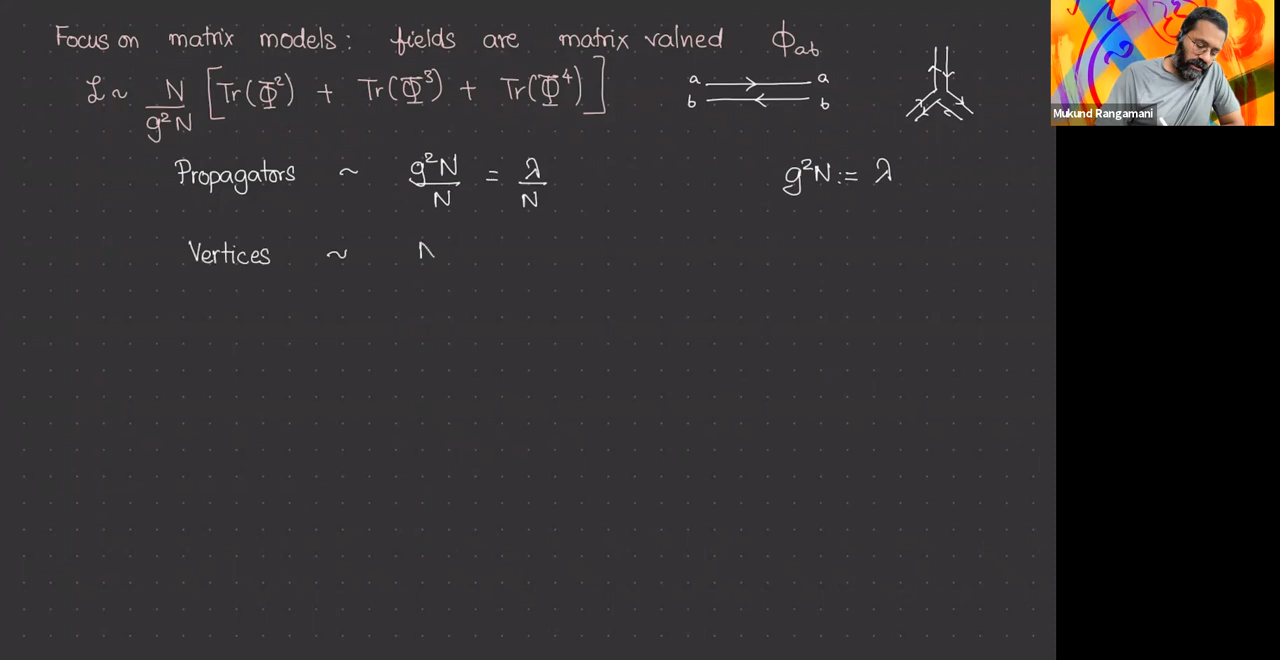 Focus on matrix models: fields are matrix valued ϕ_ab
ℒ ~ N/(g²N) [Tr(Φ²) + Tr(Φ³) + Tr(Φ⁴)]
a a
b b
Mukund Rangamani
Propagators ~ g²N/N = λ/N
g²N := λ
Vertices ~